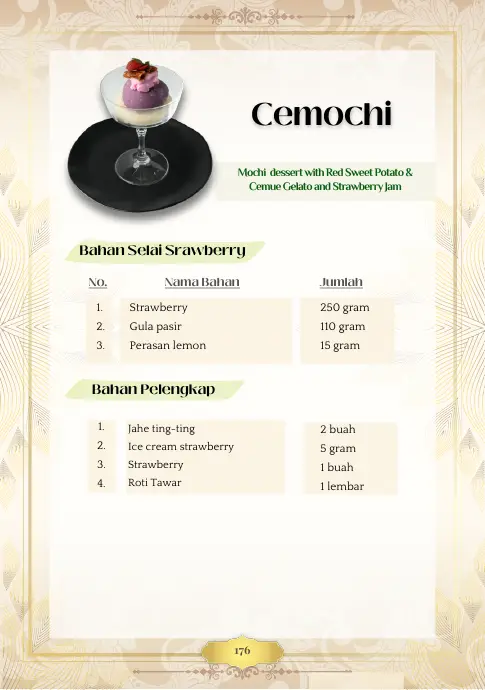 Cemochi
Mochi dessert with Red Sweet Potato &
Cemue Gelato and Strawberry Jam
Bahan Selai Srawberry
No. Nama Bahan Jumlah
1. Strawberry 250 gram
2. Gula pasir 110 gram
3. Perasan lemon 15 gram
Bahan Pelengkap
1. Jahe ting-ting 2 buah
2. Ice cream strawberry 5 gram
3. Strawberry 1 buah
4. Roti Tawar 1 lembar
176